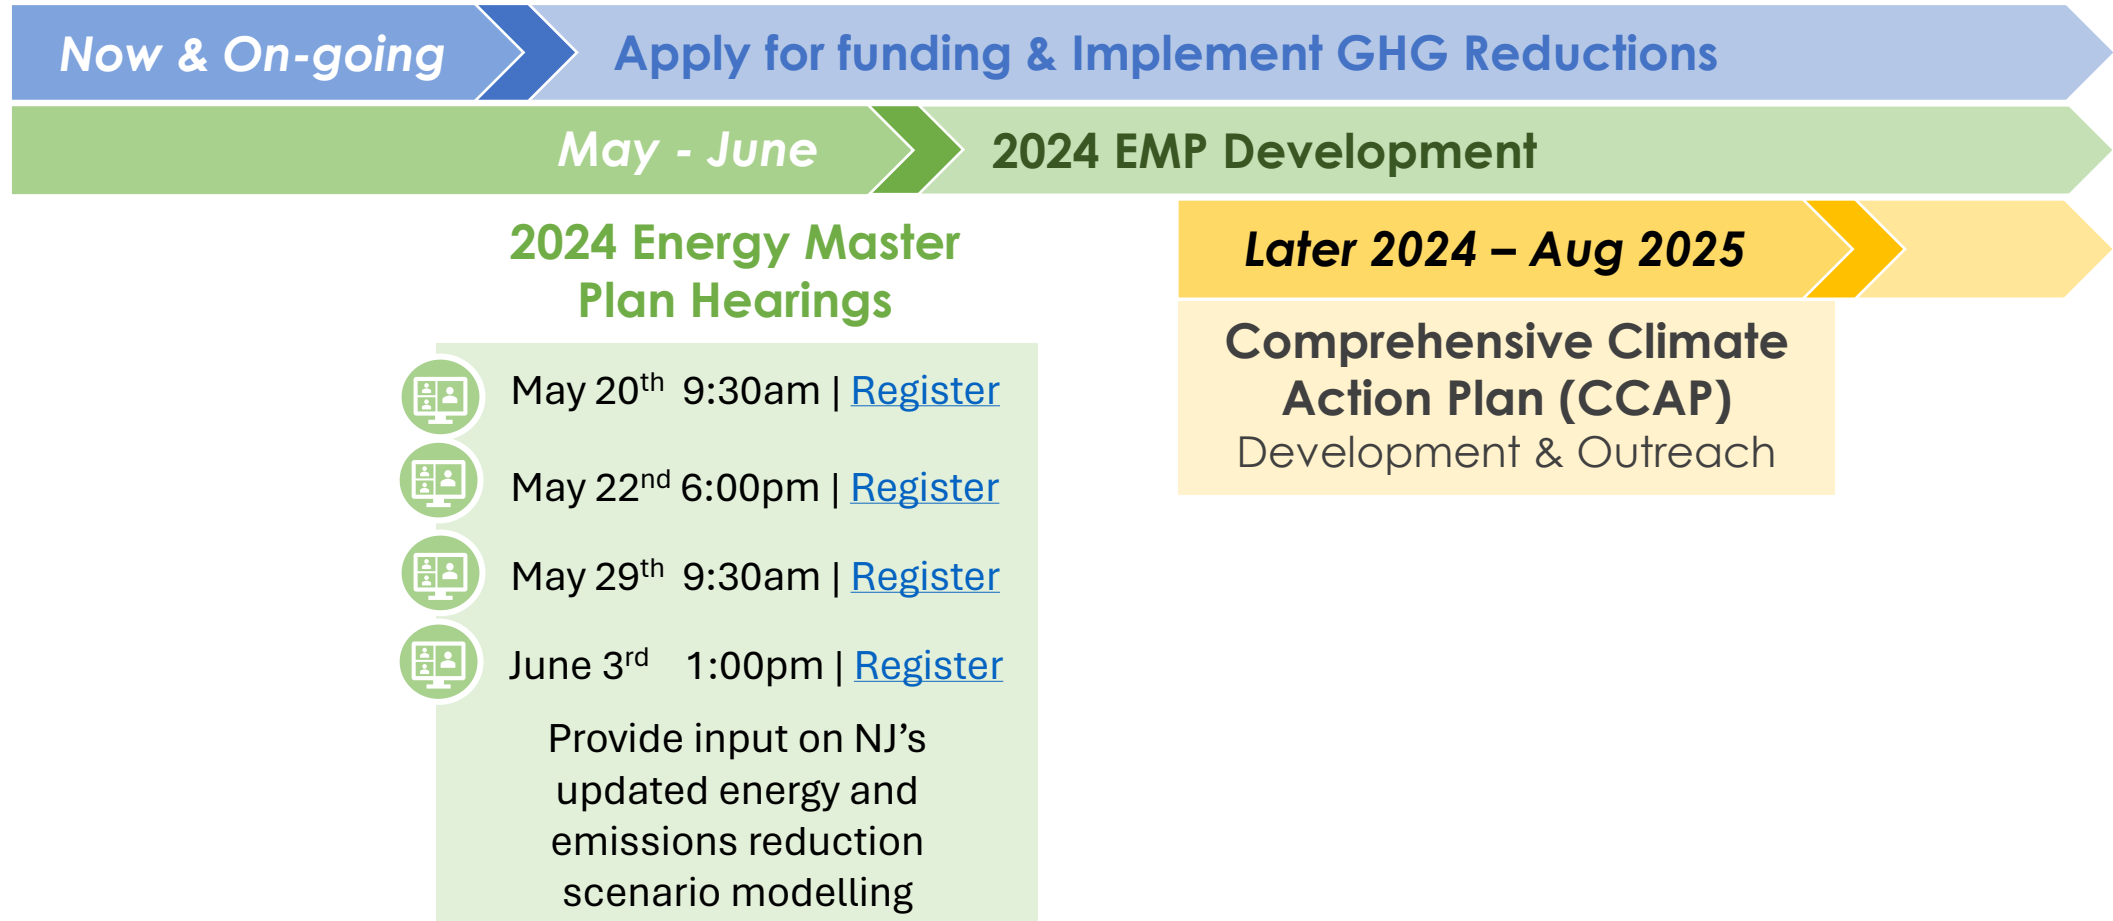 Now & On-going
Apply for funding & Implement GHG Reductions
May - June
2024 EMP Development
2024 Energy Master
Plan Hearings
May 20th 9:30am | Register
May 22nd 6:00pm | Register
May 29th 9:30am | Register
June 3rd 1:00pm | Register
Provide input on NJ’s
updated energy and
emissions reduction
scenario modelling
Later 2024 – Aug 2025
Comprehensive Climate
Action Plan (CCAP)
Development & Outreach